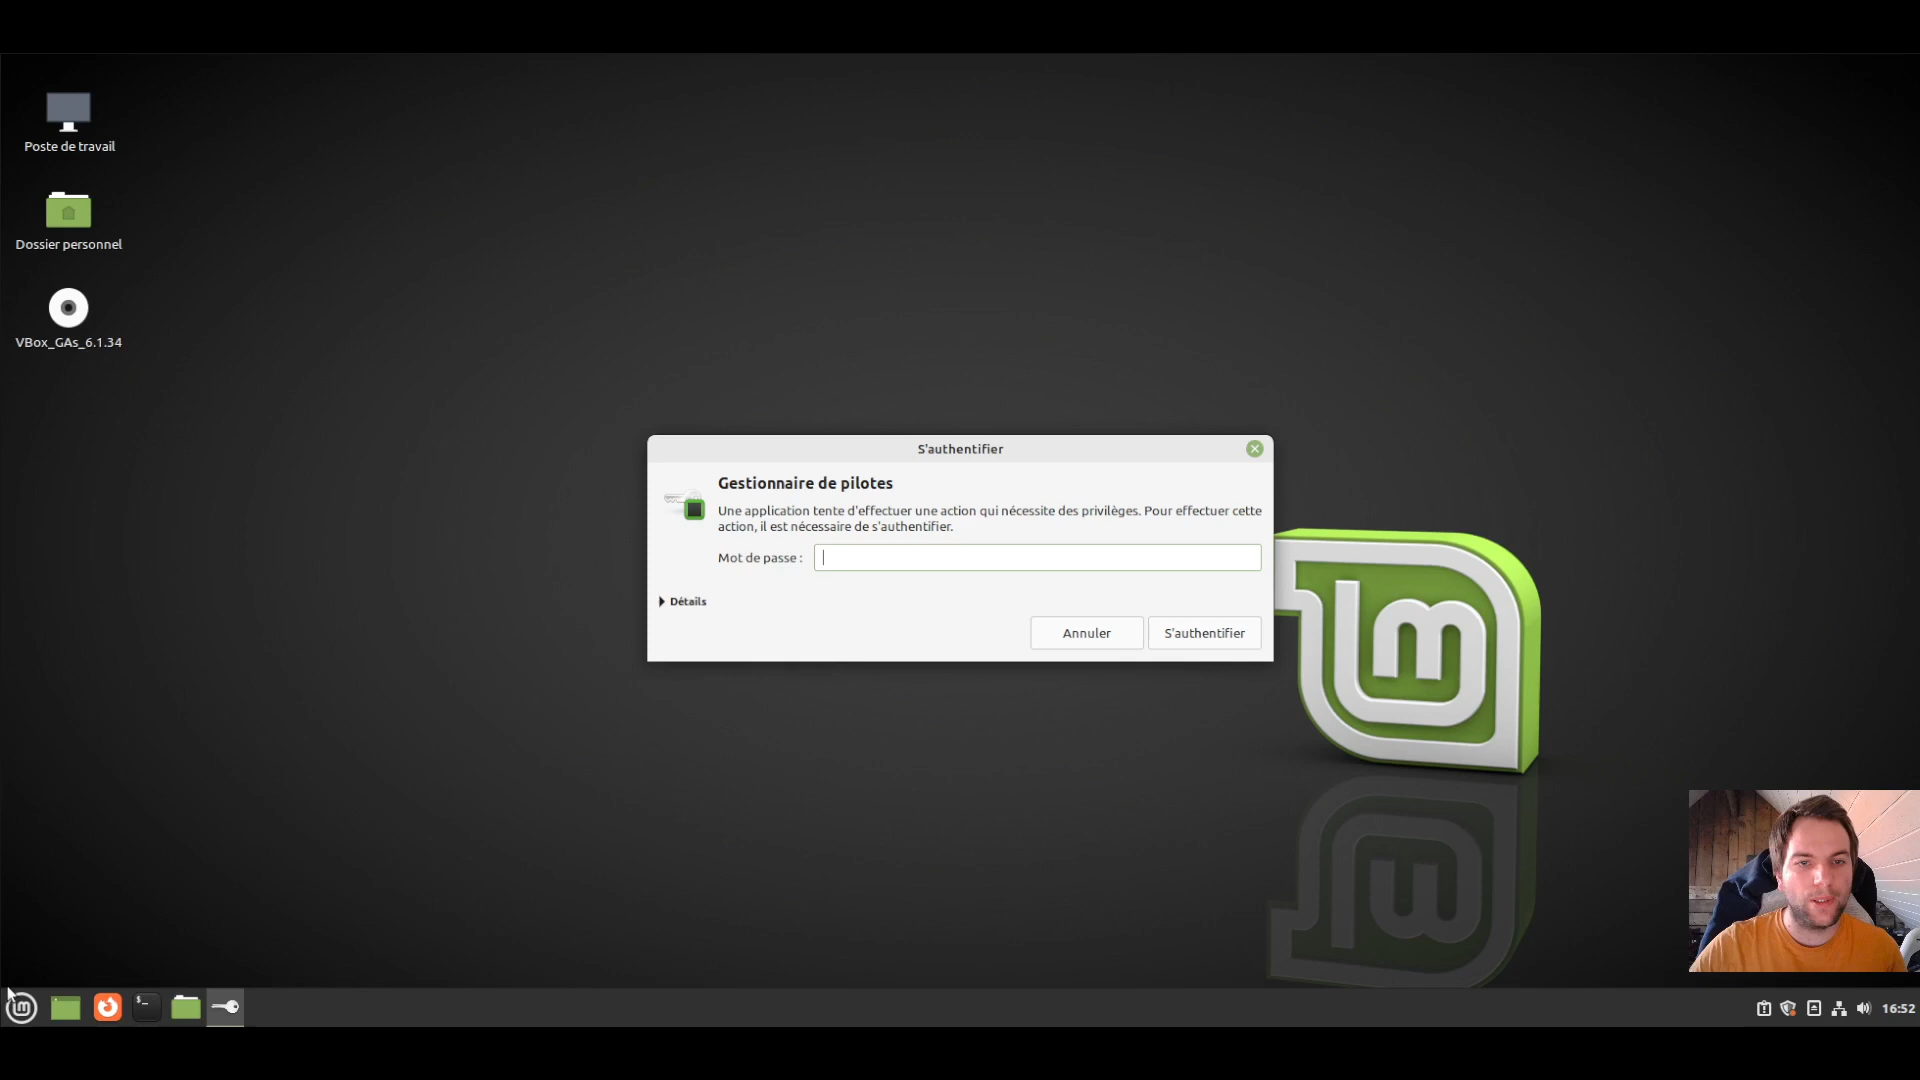 Poste de travail
Dossier personnel
VBox_GAs_6.1.34
S'authentifier
Gestionnaire de pilotes
Une application tente d'effectuer une action qui nécessite des privilèges. Pour effectuer cette
action, il est nécessaire de s'authentifier.
Mot de passe :
Détails
Annuler
S'authentifier
16:52